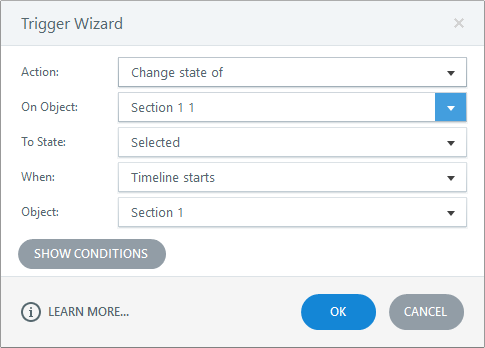 Trigger Wizard
Action: Change state of
On Object: Section 1 1
To State: Selected
When: Timeline starts
Object: Section 1
SHOW CONDITIONS
LEARN MORE... OK CANCEL